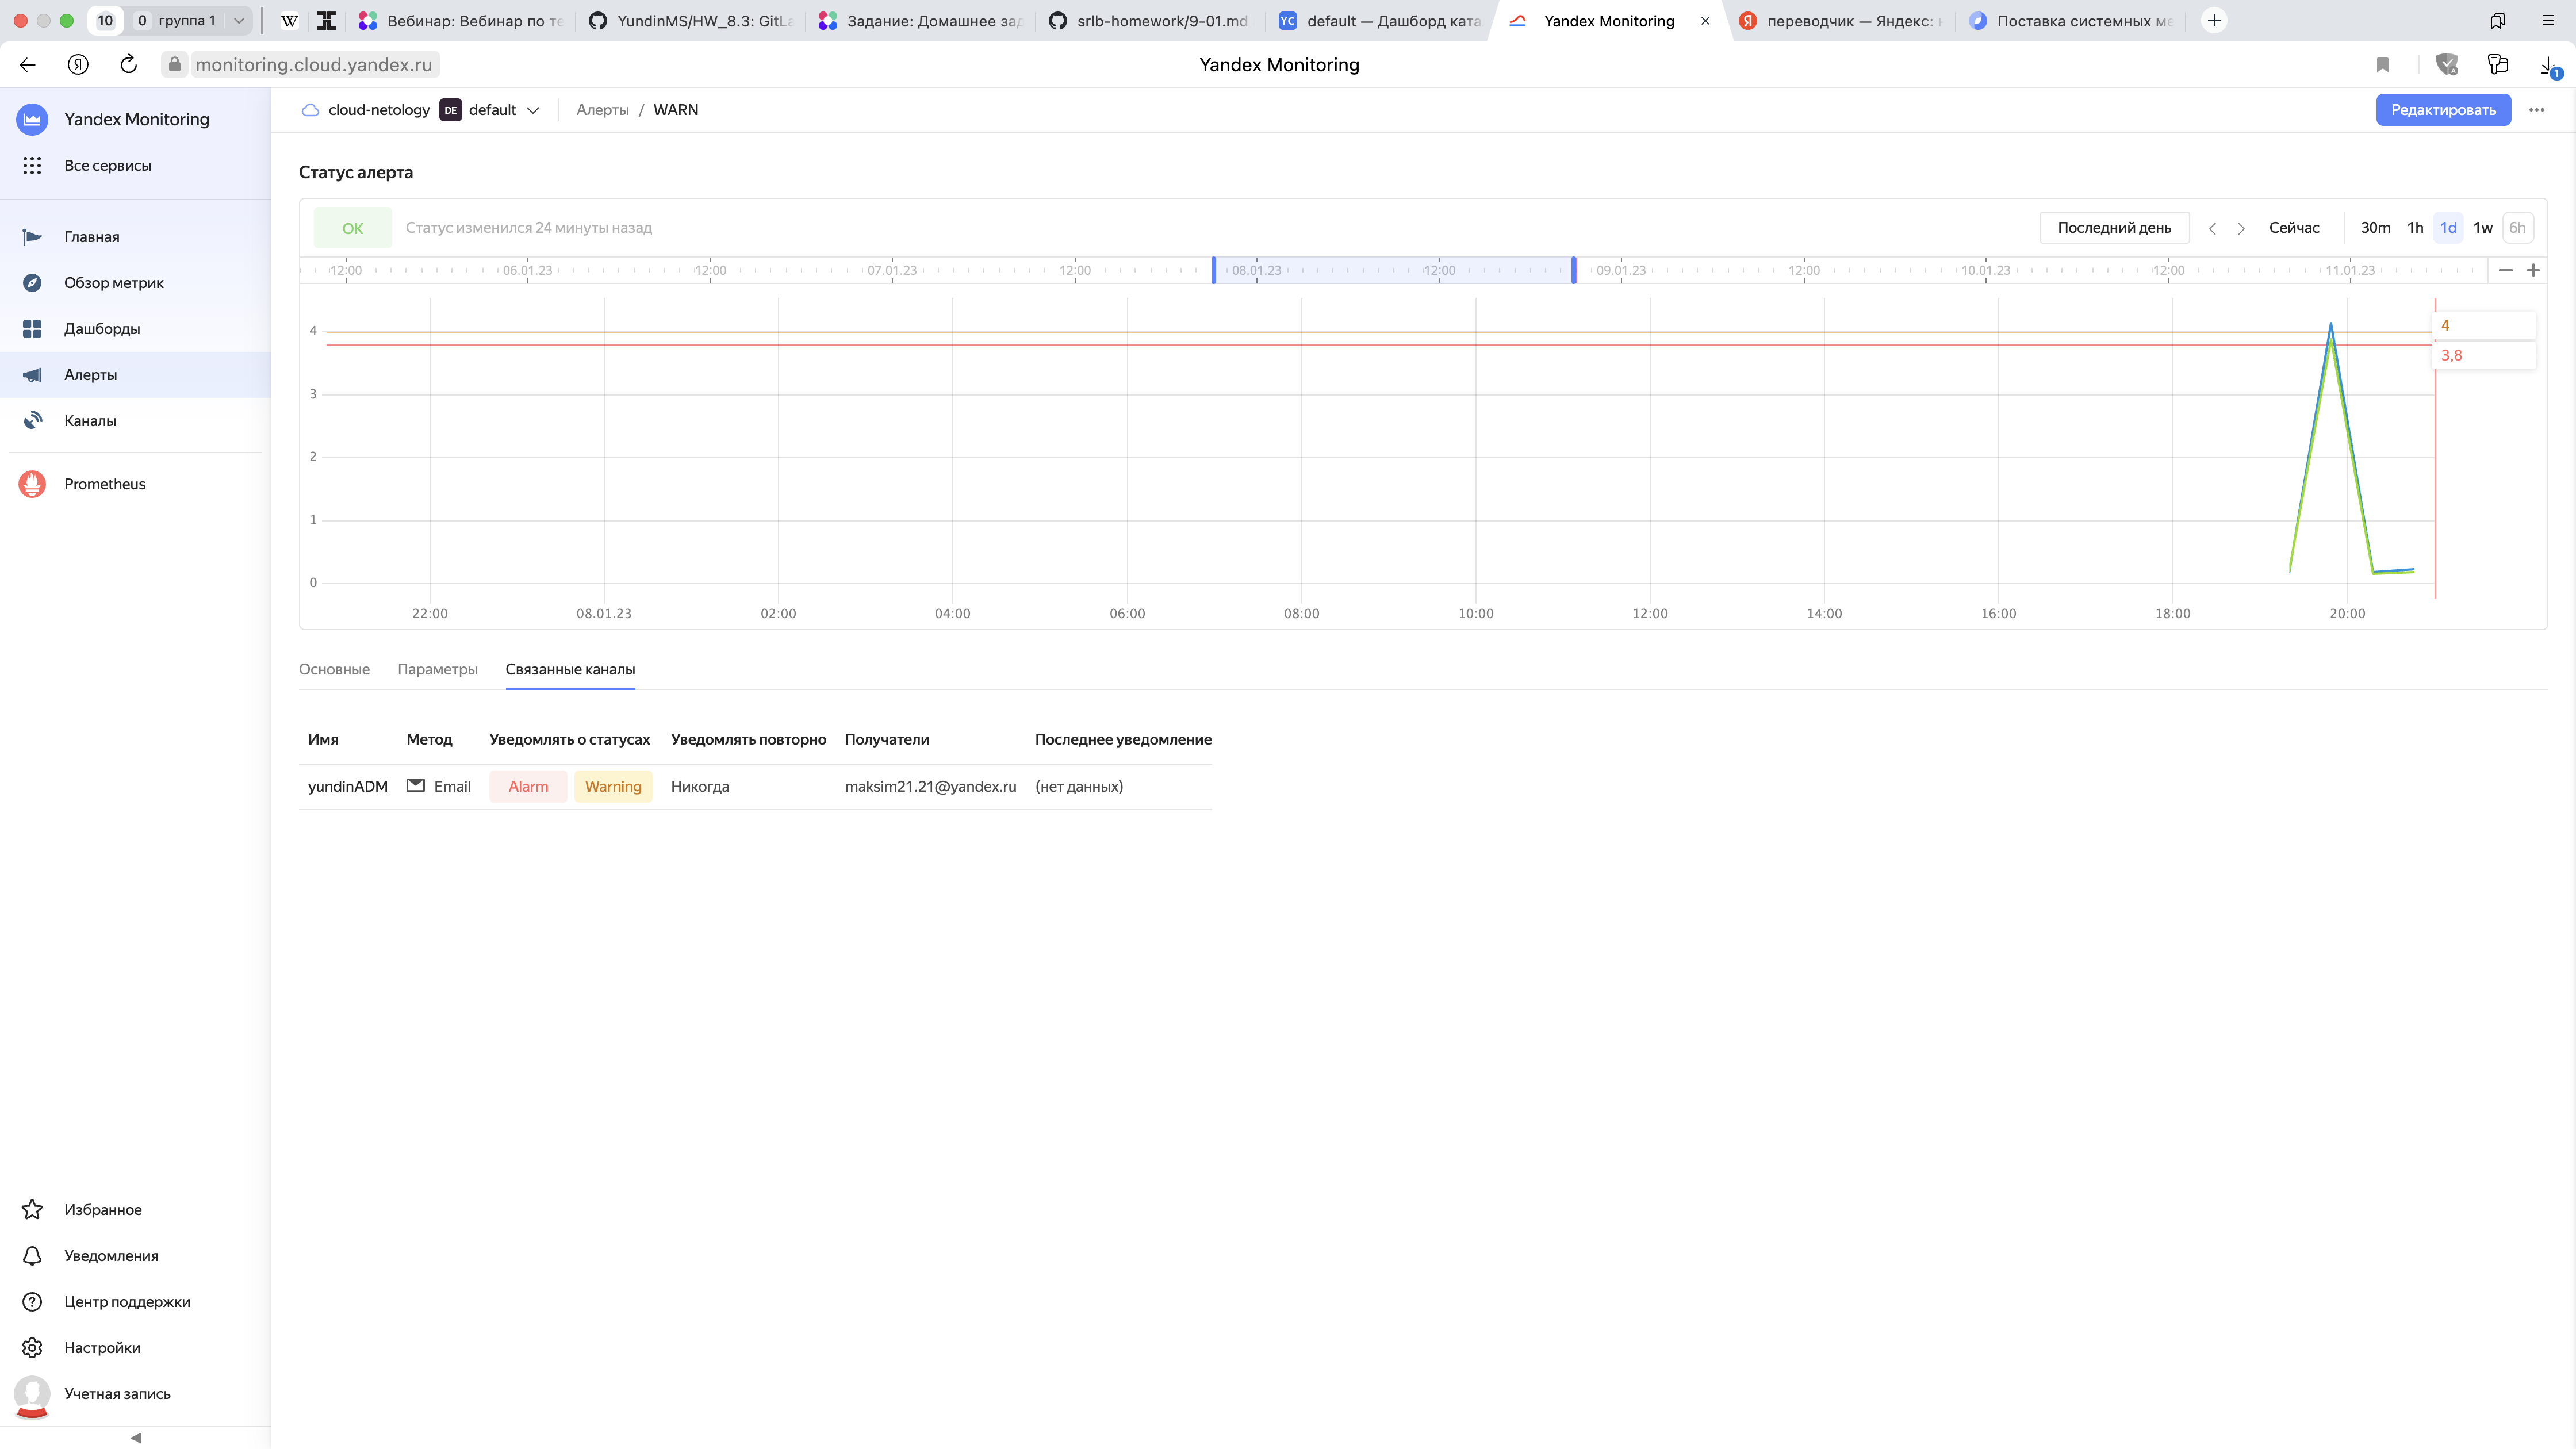 10
0 группа 1
W
Вебинар: Вебинар по те
YundinMS/HW_8.3: GitLa
Задание: Домашнее зад
srlb-homework/9-01.md
YC default — Дашборд ката
Yandex Monitoring
Я переводчик — Яндекс:
Поставка системных ме
monitoring.cloud.yandex.ru
Yandex Monitoring
1
Yandex Monitoring
Все сервисы
Главная
Обзор метрик
Дашборды
Алерты
Каналы
Prometheus
Избранное
Уведомления
Центр поддержки
Настройки
Учетная запись
cloud-netology DE default
Алерты / WARN
Редактировать
Статус алерта
OK Статус изменился 24 минуты назад
Последний день Сейчас 30m 1h 1d 1w 6h
12:00 06.01.23 12:00 07.01.23 12:00 08.01.23 12:00 09.01.23 12:00 10.01.23 12:00 11.01.23
4
3
2
1
0
4
3,8
22:00 08.01.23 02:00 04:00 06:00 08:00 10:00 12:00 14:00 16:00 18:00 20:00
Основные Параметры Связанные каналы
Имя Метод Уведомлять о статусах Уведомлять повторно Получатели Последнее уведомление
yundinADM Email Alarm Warning Никогда maksim21.21@yandex.ru (нет данных)